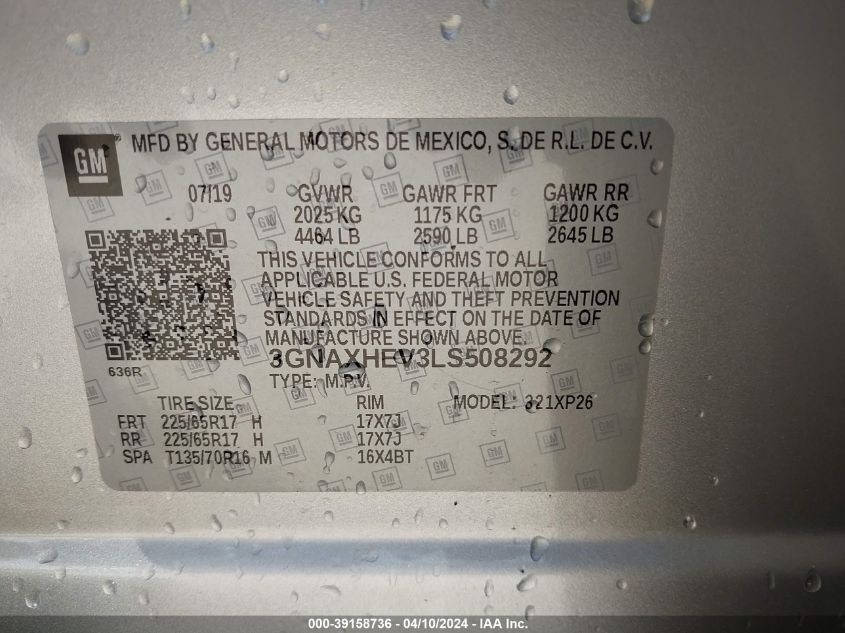 GM ® MFD BY GENERAL MOTORS DE MEXICO, S. DE R.L. DE C.V.
07/19 GVWR GAWR FRT GAWR RR
2025 KG 1175 KG 1200 KG
4464 LB 2590 LB 2645 LB
THIS VEHICLE CONFORMS TO ALL
APPLICABLE U.S. FEDERAL MOTOR
VEHICLE SAFETY AND THEFT PREVENTION
STANDARDS IN EFFECT ON THE DATE OF
MANUFACTURE SHOWN ABOVE.
3GNAXHEV3LS508292
636R
TYPE: M.P.V.
TIRE SIZE RIM MODEL: 321XP26
FRT 225/65R17 H 17X7J
RR 225/65R17 H 17X7J
SPA T135/70R16 M 16X4BT
000-39158736 - 04/10/2024 - IAA Inc.